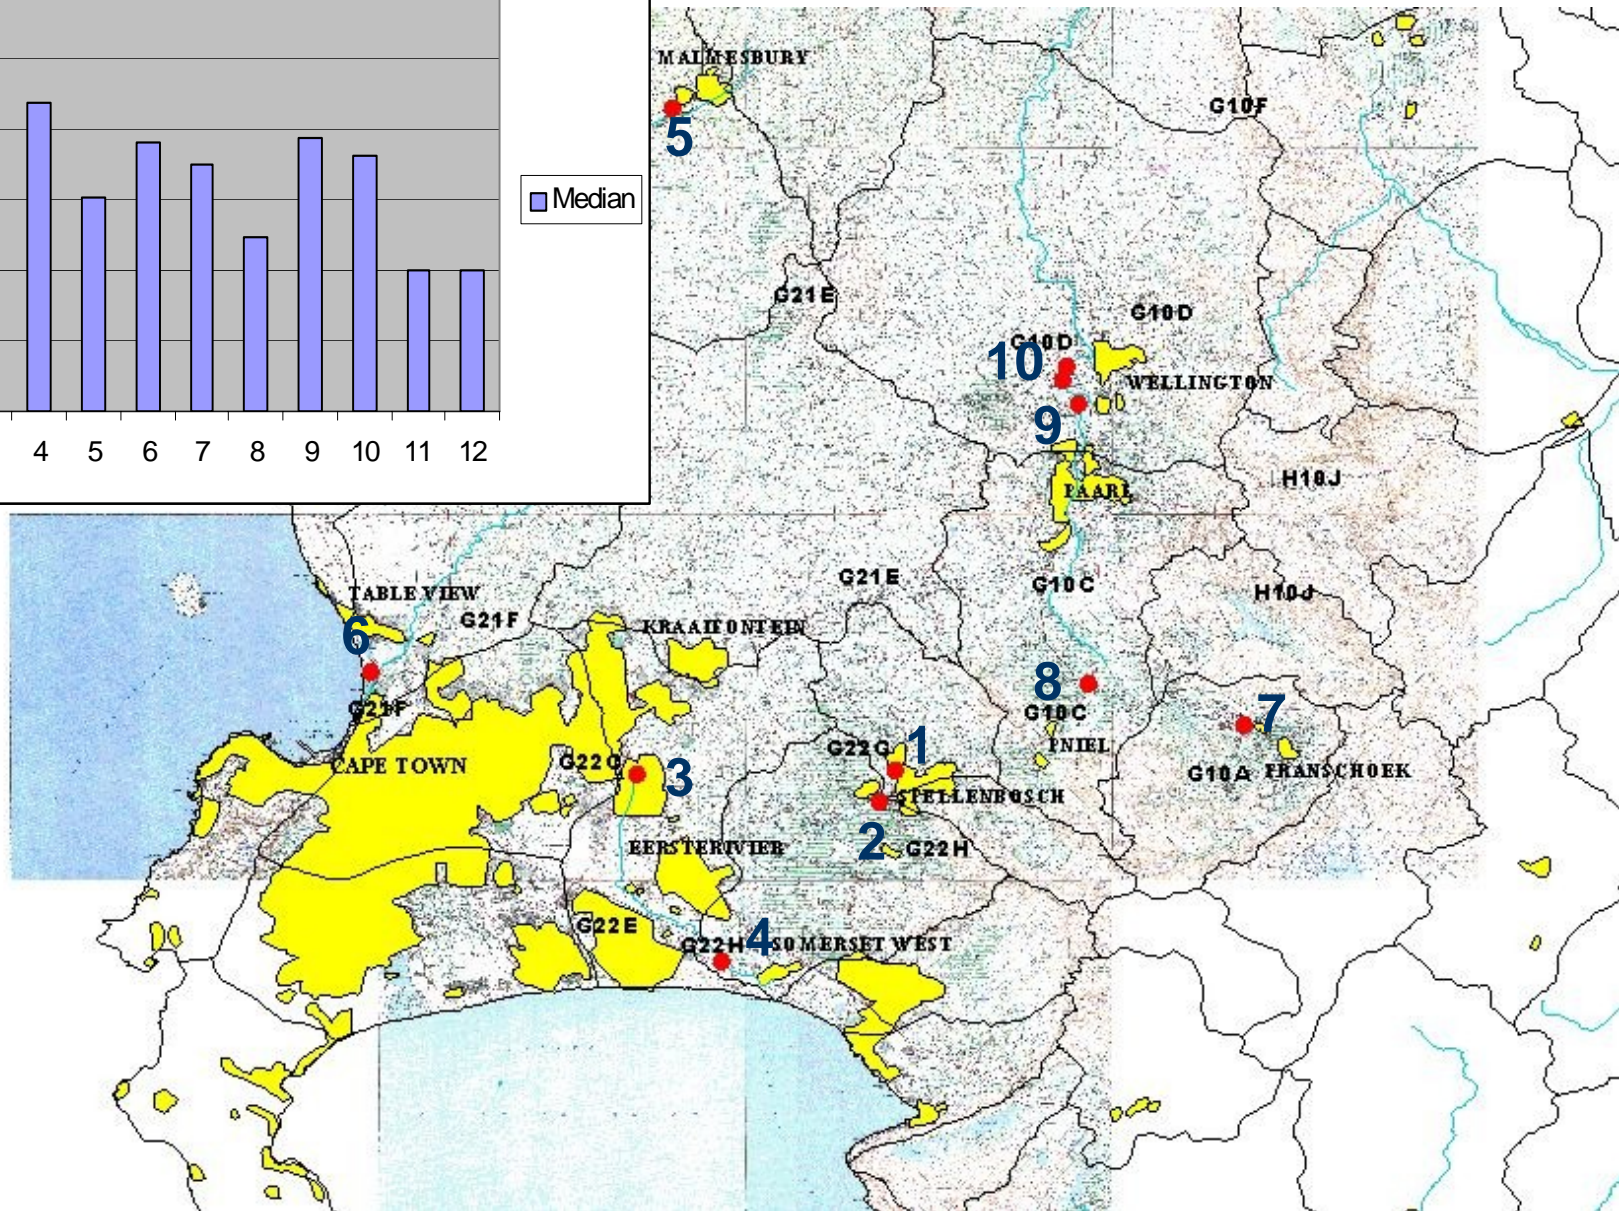 Median
4 5 6 7 8 9 10 11 12
MALMESBURY
5
G10F
G21E
G10D
G10D
10
WELLINGTON
9
PAARL
H10J
G21E
G10C
H10J
TABLE VIEW
G21F
KRAAIFONTEIN
6
8
G10C
7
G21F
PNIEL
1
G22G
CAPE TOWN
G22C
3
G10A FRANSCHOEK
STELLENBOSCH
2
G22H
EERSTERIVIER
G22E
G22H
4
SOMERSET WEST